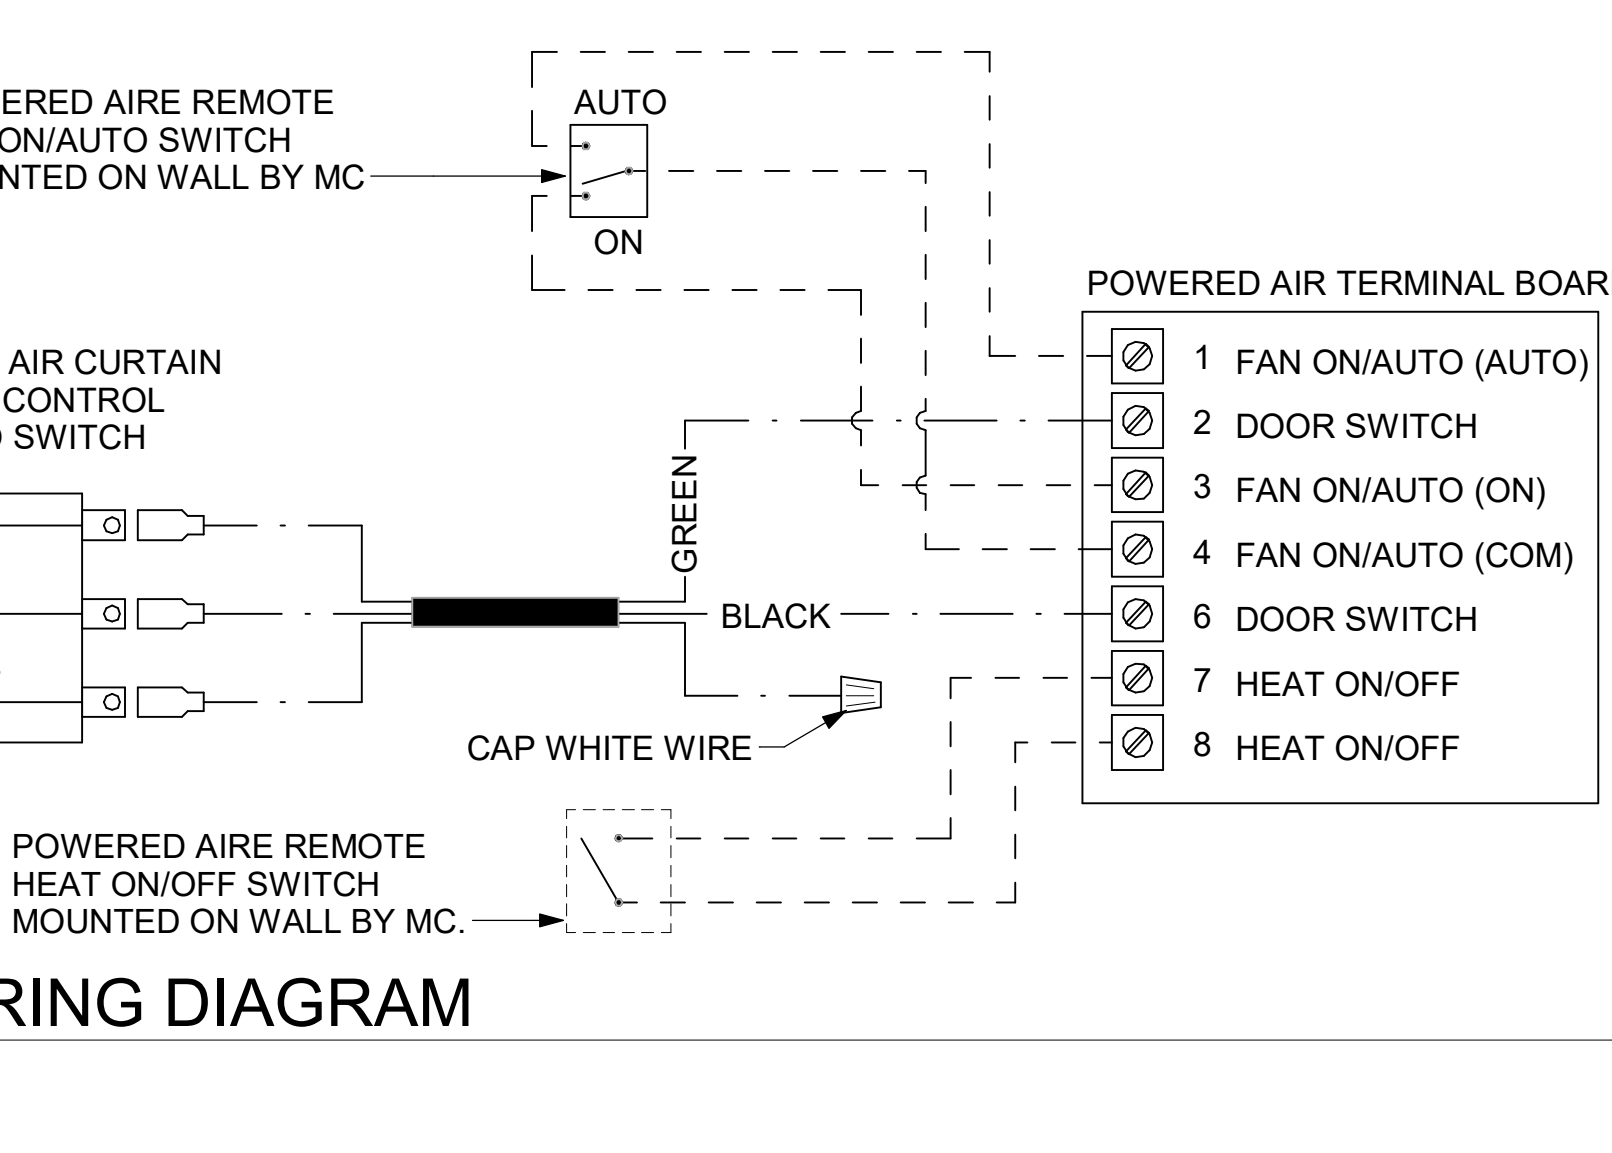 ERED AIRE REMOTE
ON/AUTO SWITCH
NTED ON WALL BY MC
AUTO
ON
POWERED AIR TERMINAL BOAR
1 FAN ON/AUTO (AUTO)
2 DOOR SWITCH
3 FAN ON/AUTO (ON)
4 FAN ON/AUTO (COM)
6 DOOR SWITCH
7 HEAT ON/OFF
8 HEAT ON/OFF
AIR CURTAIN
CONTROL
SWITCH
GREEN
BLACK
CAP WHITE WIRE
POWERED AIRE REMOTE
HEAT ON/OFF SWITCH
MOUNTED ON WALL BY MC.
RING DIAGRAM